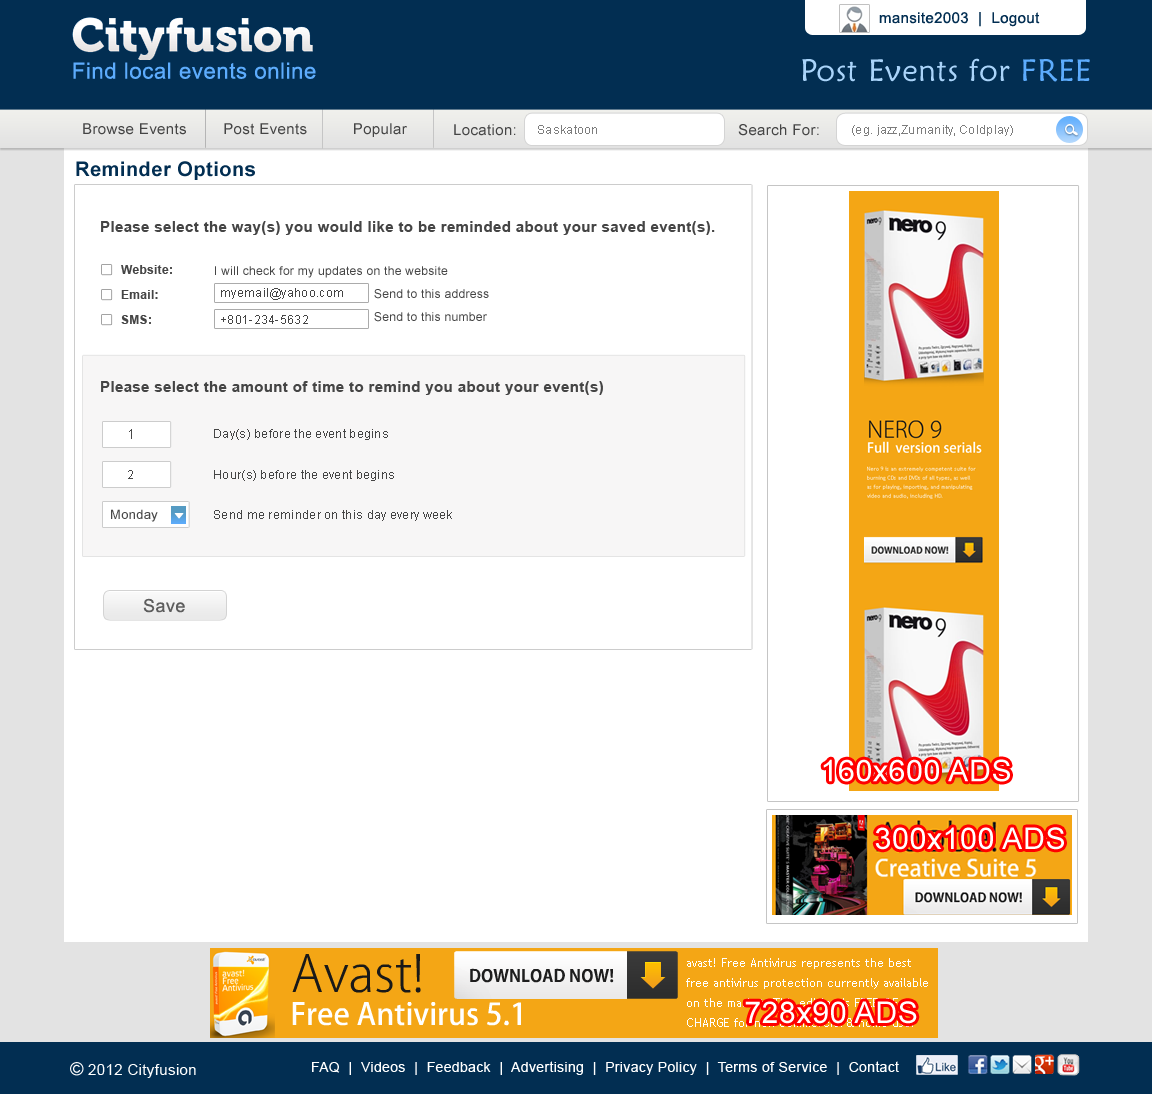 Cityfusion
Find local events online
mansite2003 | Logout
Post Events for FREE
Browse Events
Post Events
Popular
Location:
Saskatoon
Search For:
(eg. jazz,Zumanity, Coldplay)
Reminder Options
Please select the way(s) you would like to be reminded about your saved event(s).
Website:
I will check for my updates on the website
Email:
myemail@yahoo.com
Send to this address
SMS:
+801-234-5632
Send to this number
Please select the amount of time to remind you about your event(s)
1
Day(s) before the event begins
2
Hour(s) before the event begins
Monday
Send me reminder on this day every week
Save
nero 9
nero 9
NERO 9
Full version serials
Nero 9 is an extremely competent suite for
burning CDs and DVDs of all types, as well
as for playing, importing, and manipulating
video and audio, including HD.
DOWNLOAD NOW!
nero 9
nero 9
160x600 ADS
300x100 ADS
Creative Suite 5
DOWNLOAD NOW!
avast!
Free
Antivirus
Avast!
Free Antivirus 5.1
DOWNLOAD NOW!
avast! Free Antivirus represents the best
free antivirus protection currently available
on the
CHARGE
728x90 ADS
© 2012 Cityfusion
FAQ | Videos | Feedback | Advertising | Privacy Policy | Terms of Service | Contact
Like
You
Tube